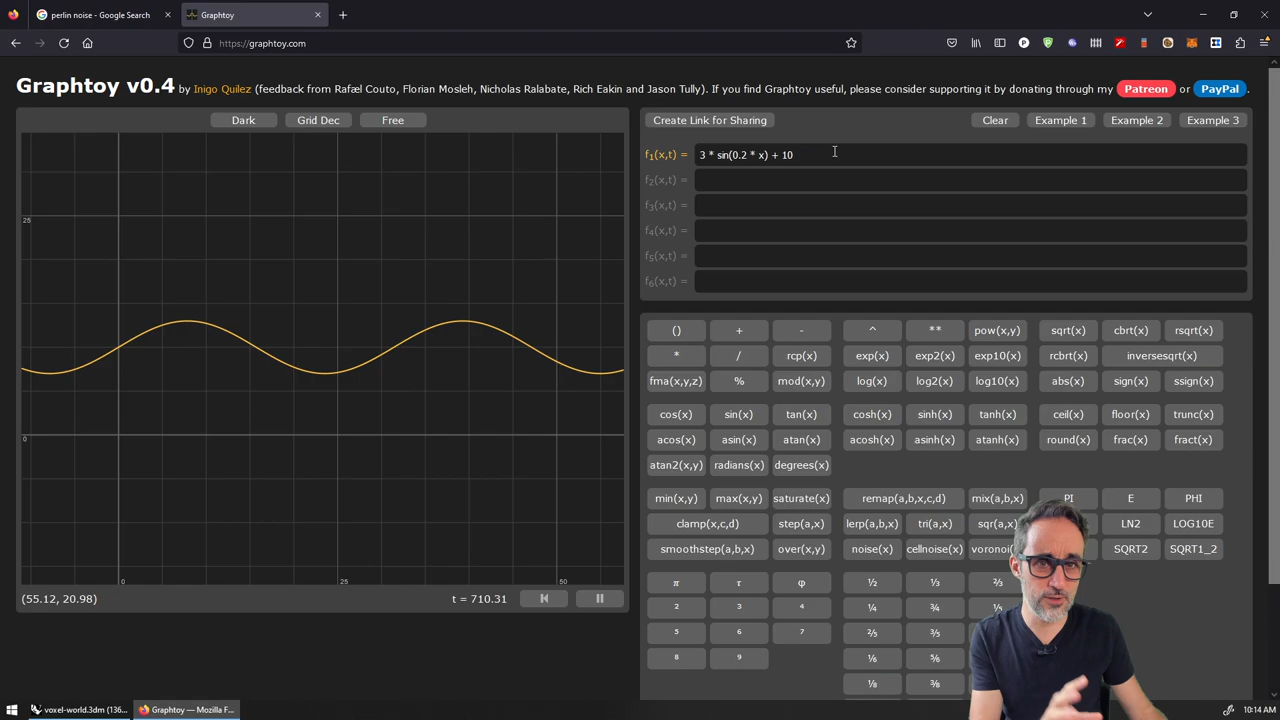 perlin noise - Google Search
Graphtoy
https://graphtoy.com
Graphtoy v0.4 by Inigo Quilez (feedback from Rafæl Couto, Florian Mosleh, Nicholas Ralabate, Rich Eakin and Jason Tully). If you find Graphtoy useful, please consider supporting it by donating through my Patreon or PayPal.
Dark Grid Dec Free
Create Link for Sharing Clear Example 1 Example 2 Example 3
f1(x,t) = 3 * sin(0.2 * x) + 10
f2(x,t) =
f3(x,t) =
f4(x,t) =
f5(x,t) =
f6(x,t) =
25
0
0 25 50
(55.12, 20.98) t = 710.31
() + - ^ ** pow(x,y) sqrt(x) cbrt(x) rsqrt(x)
* / rcp(x) exp(x) exp2(x) exp10(x) rcbrt(x) inversesqrt(x)
fma(x,y,z) % mod(x,y) log(x) log2(x) log10(x) abs(x) sign(x) ssign(x)
cos(x) sin(x) tan(x) cosh(x) sinh(x) tanh(x) ceil(x) floor(x) trunc(x)
acos(x) asin(x) atan(x) acosh(x) asinh(x) atanh(x) round(x) frac(x) fract(x)
atan2(x,y) radians(x) degrees(x)
min(x,y) max(x,y) saturate(x) remap(a,b,x,c,d) mix(a,b,x) PI E PHI
clamp(x,c,d) step(a,x) lerp(a,b,x) tri(a,x) sqr(a,x) LN2 LOG10E
smoothstep(a,b,x) over(x,y) noise(x) cellnoise(x) voronoi SQRT2 SQRT1_2
π τ φ ½ ⅓ ⅔
2 3 4 ¼ ¾ ⅕
5 6 7 ⅖ ⅗
8 9 ⅙ ⅚
⅛ ⅜
voxel-world.3dm (136... Graphtoy — Mozilla F... 10:14 AM